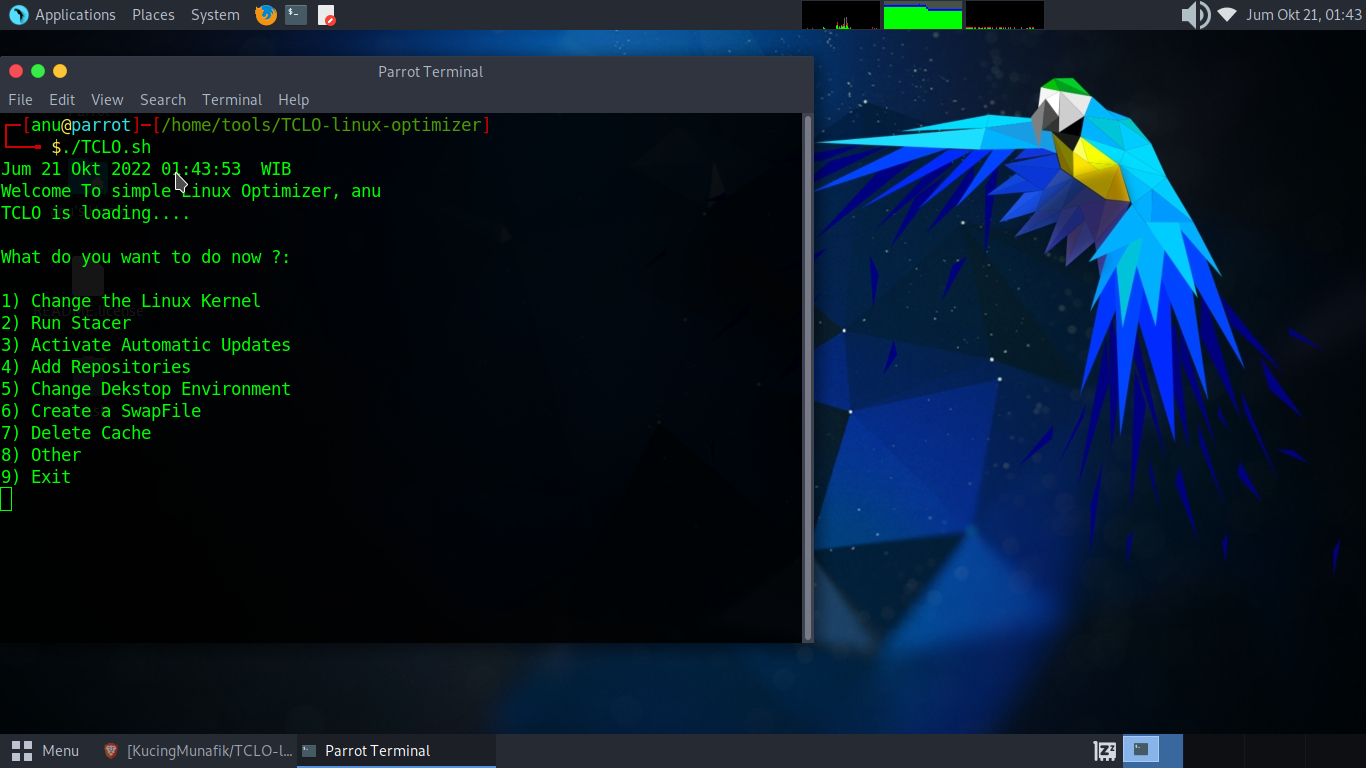 Applications Places System
Jum Okt 21, 01:43
Parrot Terminal
File Edit View Search Terminal Help
┌─[anu@parrot]─[/home/tools/TCLO-linux-optimizer]
└──╼ $./TCLO.sh
Jum 21 Okt 2022 01:43:53  WIB
Welcome To simple Linux Optimizer, anu
TCLO is loading....
What do you want to do now ?:
1) Change the Linux Kernel
2) Run Stacer
3) Activate Automatic Updates
4) Add Repositories
5) Change Dekstop Environment
6) Create a SwapFile
7) Delete Cache
8) Other
9) Exit
Menu
[KucingMunafik/TCLO-l...
Parrot Terminal